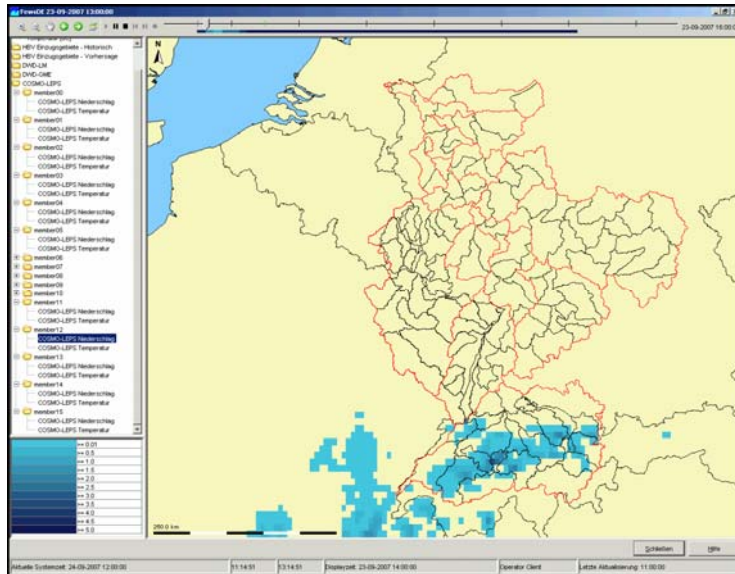 FewsDE 23-09-2007 13:00:00
23-09-2007 16:00:0
HBV Einzugsgebiete - Historisch
HBV Einzugsgebiete - Vorhersage
DWD-LM
DWD-GME
COSMO-LEPS
member00
COSMO-LEPS Niederschlag
COSMO-LEPS Temperatur
member01
COSMO-LEPS Niederschlag
COSMO-LEPS Temperatur
member02
COSMO-LEPS Niederschlag
COSMO-LEPS Temperatur
member03
COSMO-LEPS Niederschlag
COSMO-LEPS Temperatur
member04
COSMO-LEPS Niederschlag
COSMO-LEPS Temperatur
member05
COSMO-LEPS Niederschlag
COSMO-LEPS Temperatur
member06
member07
member08
member09
member10
member11
COSMO-LEPS Niederschlag
COSMO-LEPS Temperatur
member12
COSMO-LEPS Niederschlag
COSMO-LEPS Temperatur
member13
COSMO-LEPS Niederschlag
COSMO-LEPS Temperatur
member14
COSMO-LEPS Niederschlag
COSMO-LEPS Temperatur
member15
COSMO-LEPS Niederschlag
COSMO-LEPS Temperatur
N
>= 0.01
>= 0.5
>= 1.0
>= 1.5
>= 2.0
>= 2.5
>= 3.0
>= 3.5
>= 4.0
>= 4.5
>= 5.0
250.0 km
Schließen
Hilfe
Aktuelle Systemzeit: 24-09-2007 12:00:00
11:14:51
13:14:51
Displayzeit: 23-09-2007 14:00:00
Operator Client
Letzte Aktualisierung: 11:00:00